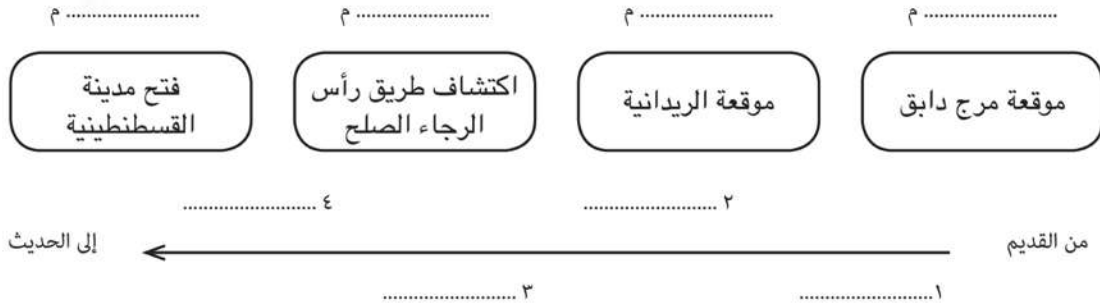 ........................... م
........................... م
........................... م
........................... م
موقعة مرج دابق
موقعة الريدانية
اكتشاف طريق رأس
الرجاء الصلح
فتح مدينة
القسطنطينية
٢ ...........................
٤ ...........................
من القديم
إلى الحديث
١ ...........................
٣ ...........................